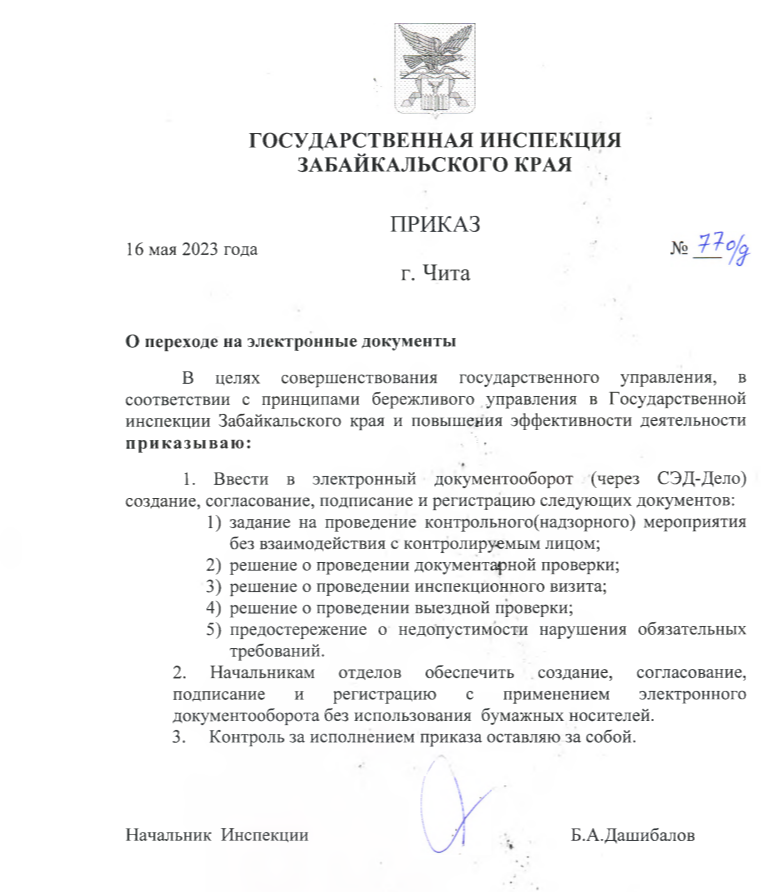 ГОСУДАРСТВЕННАЯ ИНСПЕКЦИЯ
ЗАБАЙКАЛЬСКОГО КРАЯ
ПРИКАЗ
16 мая 2023 года
№ 77 о/д
г. Чита
О переходе на электронные документы
В целях совершенствования государственного управления, в
соответствии с принципами бережливого управления в Государственной
инспекции Забайкальского края и повышения эффективности деятельности
приказываю:
1. Ввести в электронный документооборот (через СЭД-Дело)
создание, согласование, подписание и регистрацию следующих документов:
1) задание на проведение контрольного(надзорного) мероприятия
без взаимодействия с контролируемым лицом;
2) решение о проведении документарной проверки;
3) решение о проведении инспекционного визита;
4) решение о проведении выездной проверки;
5) предостережение о недопустимости нарушения обязательных
требований.
2. Начальникам отделов обеспечить создание, согласование,
подписание и регистрацию с применением электронного
документооборота без использования бумажных носителей.
3. Контроль за исполнением приказа оставляю за собой.
Начальник Инспекции
Б.А.Дашибалов